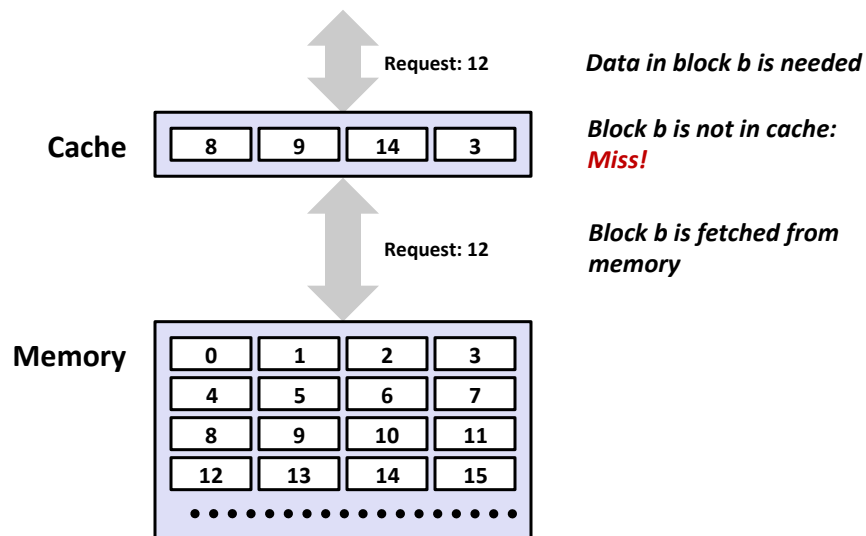 Request: 12
Data in block b is needed
Cache
8 9 14 3
Block b is not in cache:
Miss!
Request: 12
Block b is fetched from
memory
Memory
0 1 2 3
4 5 6 7
8 9 10 11
12 13 14 15